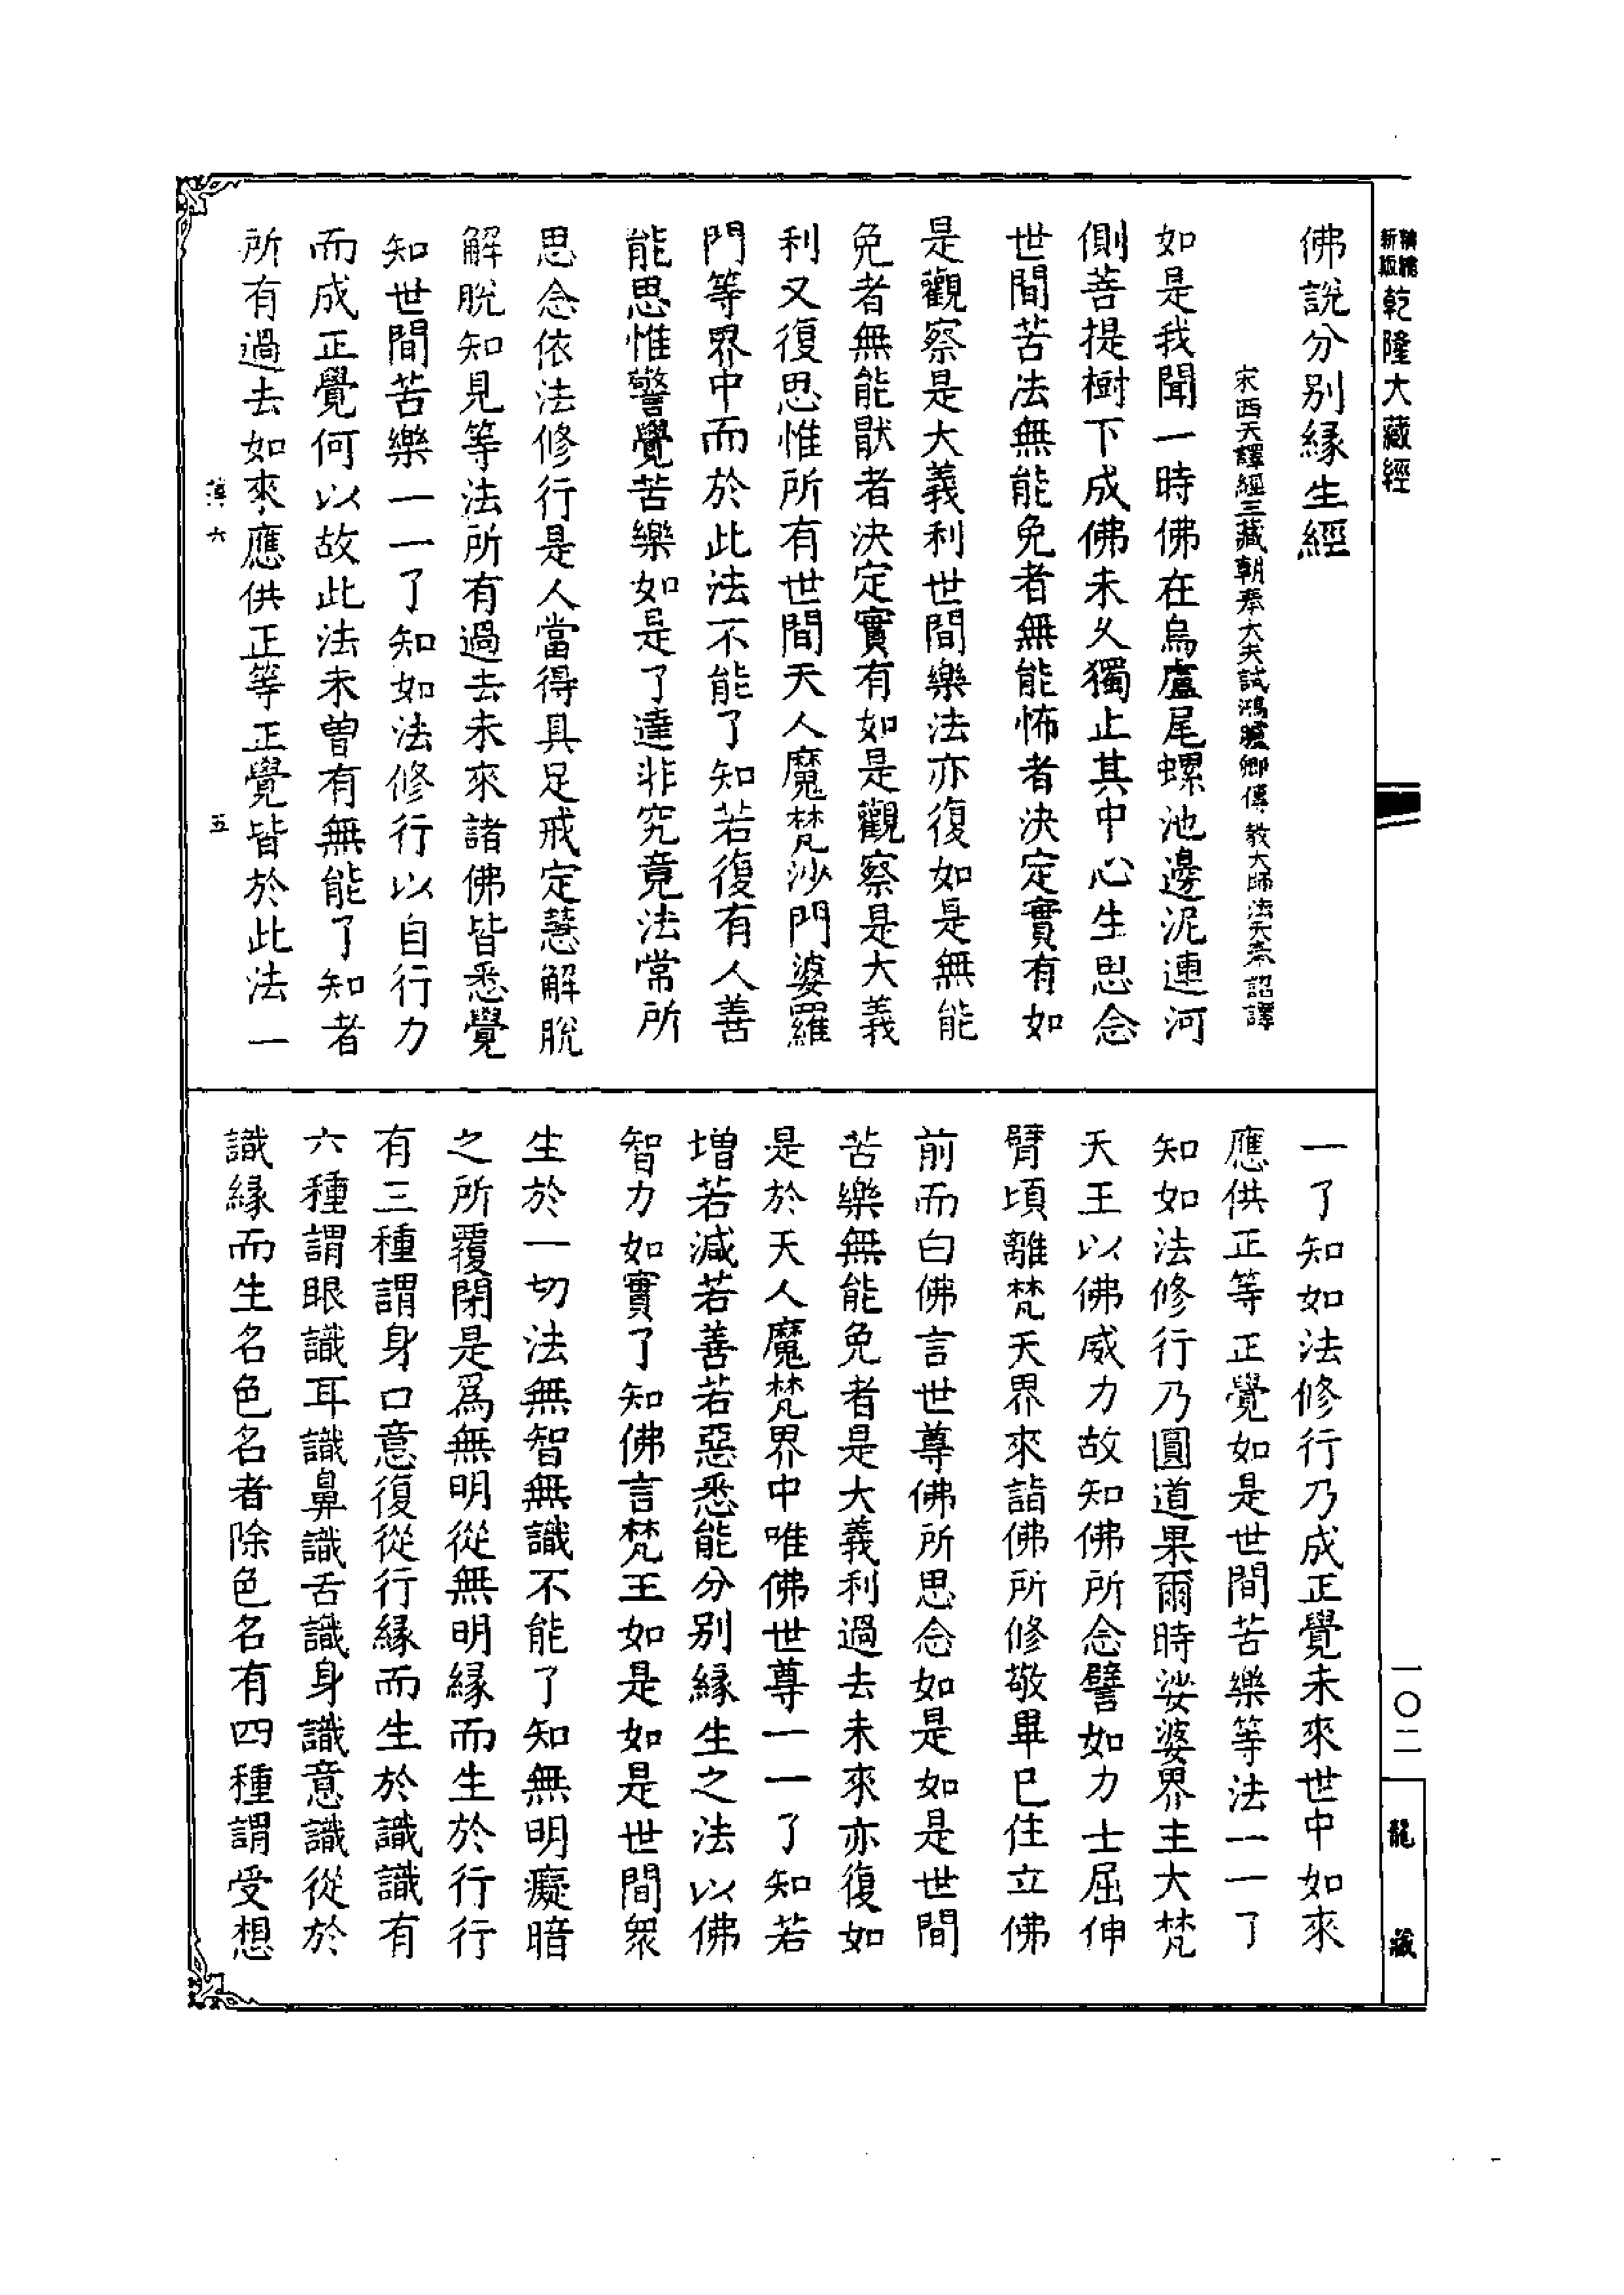 新版
乾隆大藏經
佛說分別緣生經
宋西天譯經三藏朝奉大夫試鴻臚卿傳教大師法天奉詔譯
如是我聞一時佛在烏盧尾螺池邊泥連河
側菩提樹下成佛未久獨止其中心生思念
世間苦法無能免者無能怖者決定實有如
是觀察是大義利世間樂法亦復如是無能
免者無能猒者決定實有如是觀察是大義
利又復思惟所有世間天人魔梵沙門婆羅
門等界中而於此法不能了知若復有人善
能思惟警覺苦樂如是了達非究竟法常所
思念依法修行是人當得具足戒定慧解脫
解脫知見等法所有過去未來諸佛皆悉覺
知世間苦樂一一了知如法修行以自行力
而成正覺何以故此法未曾有無能了知者
所有過去如來應供正等正覺皆於此法一
六
五
一了知如法修行乃成正覺未來世中如來
應供正等正覺如是世間苦樂等法一一了
知如法修行乃圓道果爾時娑婆界主大梵
天王以佛威力故知佛所念譬如力士屈伸
臂頃離梵天界來詣佛所修敬畢已住立佛
前而白佛言世尊佛所思念如是如是世間
苦樂無能免者是大義利過去未來亦復如
是於天人魔梵界中唯佛世尊一一了知若
增若減若善若惡悉能分別緣生之法以佛
智力如實了知佛言梵王如是如是世間眾
生於一切法無智無識不能了知無明癡暗
之所覆閉是為無明從無明緣而生於行行
有三種謂身口意復從行緣而生於識識有
六種謂眼識耳識鼻識舌識身識意識從於
識緣而生名色名者除色名有四種謂受想
一〇二
龍藏